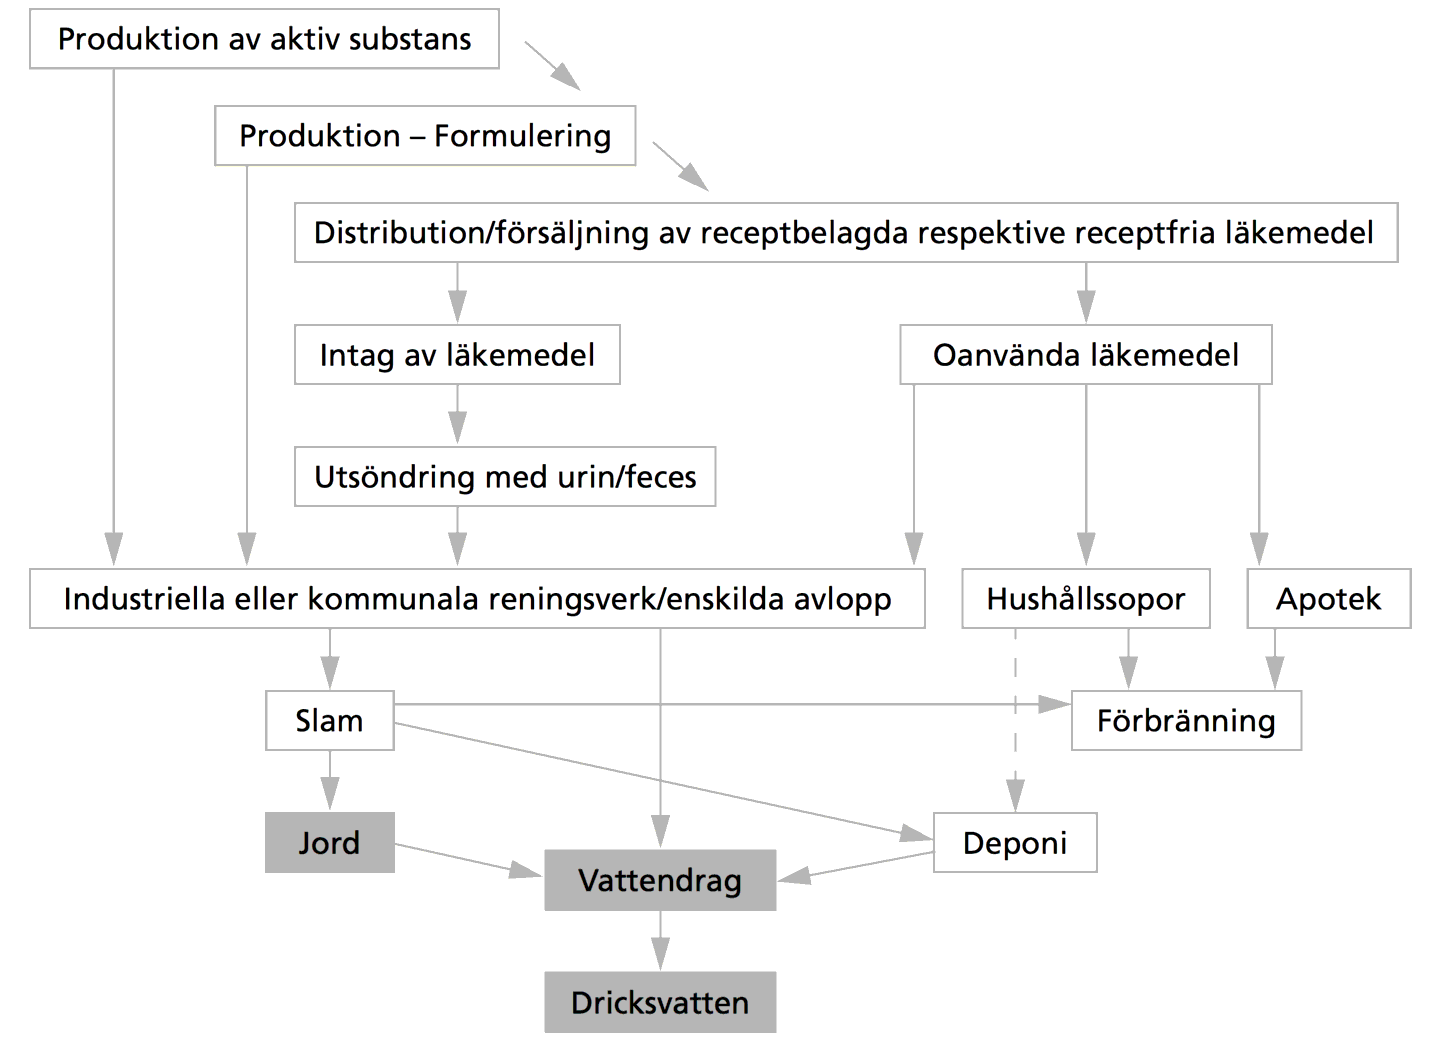 Produktion av aktiv substans
Produktion – Formulering
Distribution/försäljning av receptbelagda respektive receptfria läkemedel
Intag av läkemedel
Oanvända läkemedel
Utsöndring med urin/feces
Industriella eller kommunala reningsverk/enskilda avlopp
Hushållssopor
Apotek
Slam
Förbränning
Jord
Deponi
Vattendrag
Dricksvatten